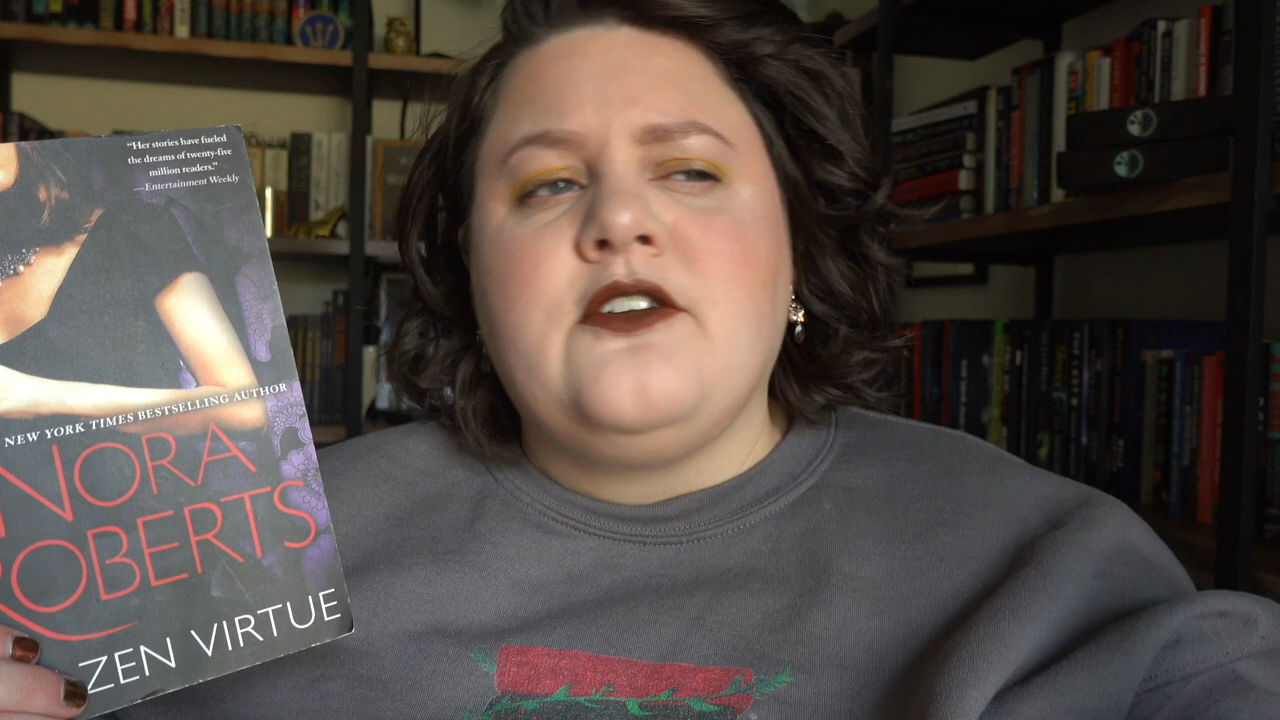 “Her stories have fueled
the dreams of twenty-five
million readers.”
—Entertainment Weekly
NEW YORK TIMES BESTSELLING AUTHOR
NORA
ROBERTS
ZEN VIRTUE